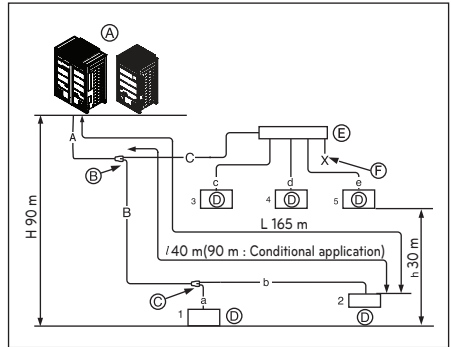 Ⓐ
A
Ⓔ
C
X
Ⓑ
Ⓕ
c
d
e
3 Ⓓ
4 Ⓓ
5 Ⓓ
B
H 90 m
L 165 m
l 40 m(90 m : Conditional application)
h 30 m
b
Ⓒ
a
2
1
Ⓓ
Ⓓ